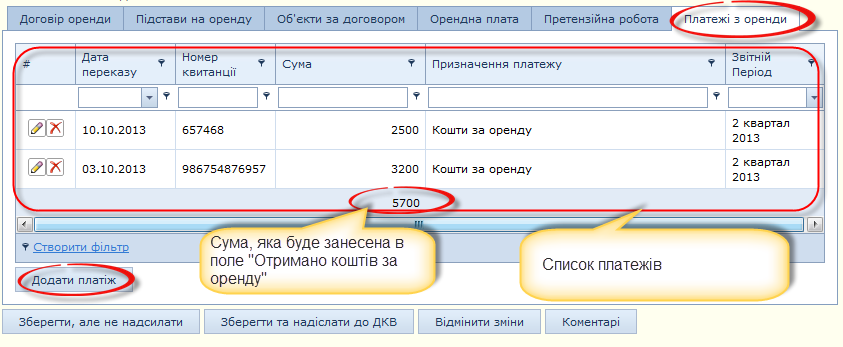 Договір оренди Підстави на оренду Об'єкти за договором Орендна плата Претензійна робота Платежі з оренди
# Дата переказу Номер квитанції Сума Призначення платежу Звітній Період
10.10.2013 657468 2500 Кошти за оренду 2 квартал 2013
03.10.2013 986754876957 3200 Кошти за оренду 2 квартал 2013
5700
Створити фільтр
Сума, яка буде занесена в
поле "Отримано коштів за
оренду"
Список платежів
Додати платіж
Зберегти, але не надсилати Зберегти та надіслати до ДКВ Відмінити зміни Коментарі